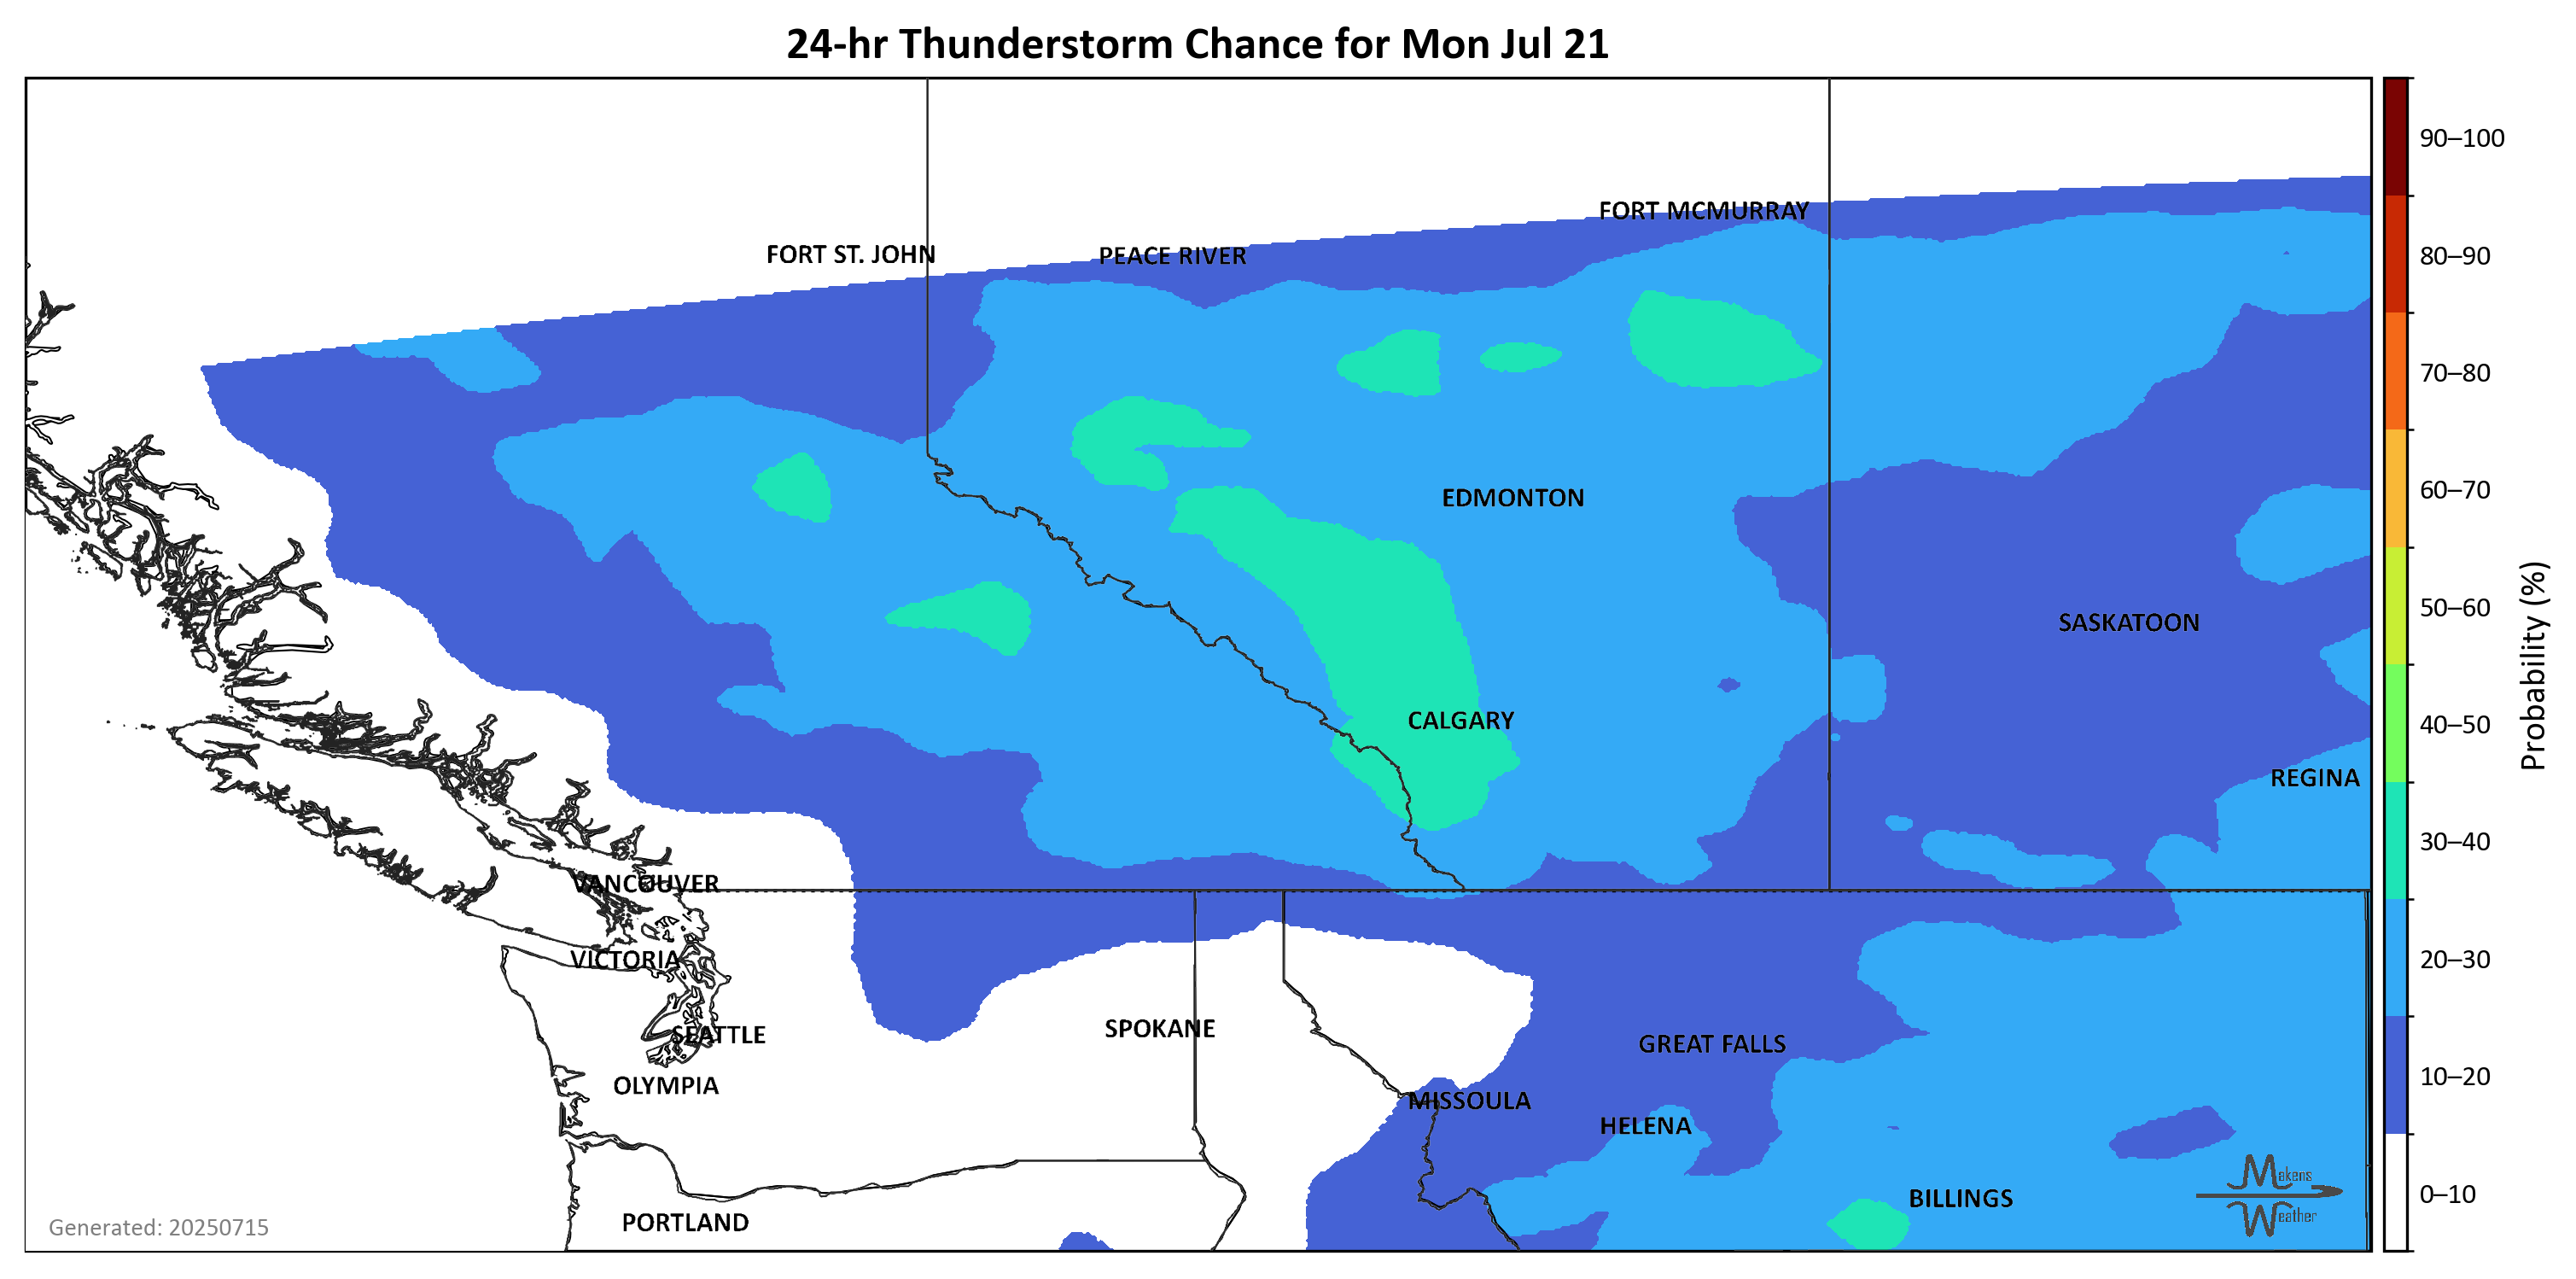 24-hr Thunderstorm Chance for Mon Jul 21
90–100
FORT MCMURRAY
FORT ST. JOHN
PEACE RIVER
80–90
70–80
60–70
EDMONTON
50–60
SASKATOON
CALGARY
40–50
Probability (%)
REGINA
30–40
VANCOUVER
VICTORIA
20–30
SPOKANE
SEATTLE
GREAT FALLS
OLYMPIA
10–20
MISSOULA
HELENA
Makens
Weather
0–10
BILLINGS
PORTLAND
Generated: 20250715